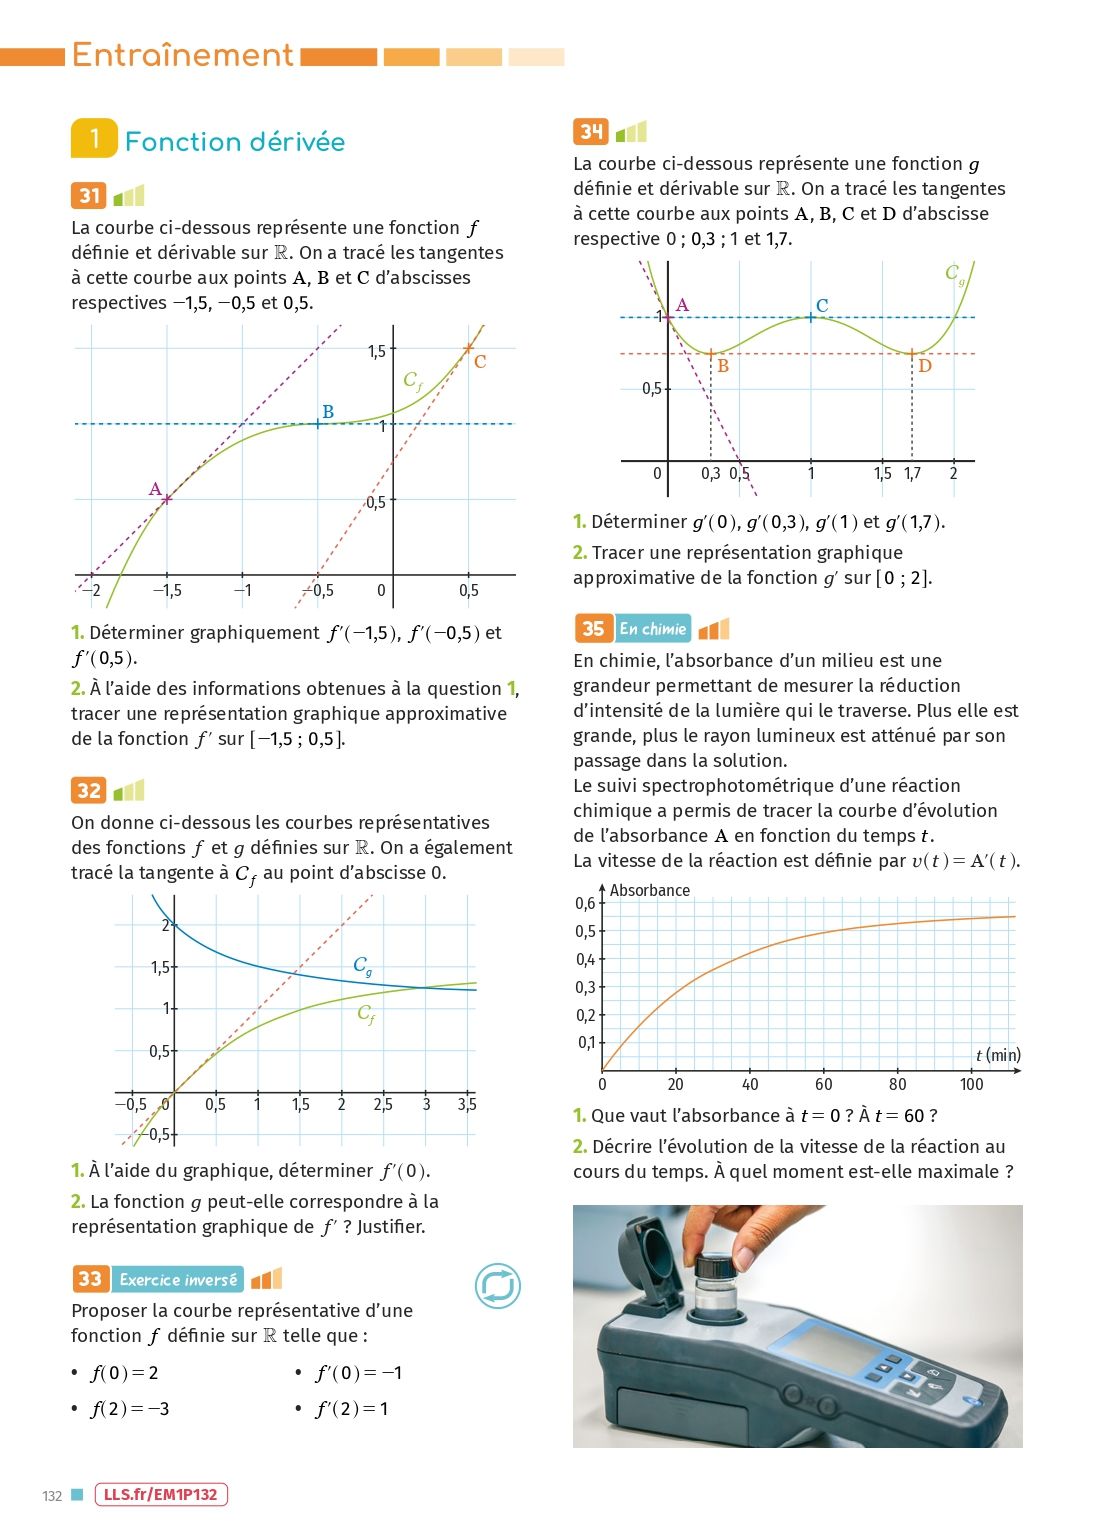 Entraînement
1 Fonction dérivée
31
La courbe ci-dessous représente une fonction f
définie et dérivable sur ℝ. On a tracé les tangentes
à cette courbe aux points A, B et C d’abscisses
respectives −1,5, −0,5 et 0,5.
1,5
C
C_f
B
1
A
0,5
−2 −1,5 −1 −0,5 0 0,5
1. Déterminer graphiquement f′(−1,5), f′(−0,5) et
f′(0,5).
2. À l’aide des informations obtenues à la question 1,
tracer une représentation graphique approximative
de la fonction f′ sur [−1,5 ; 0,5].
32
On donne ci-dessous les courbes représentatives
des fonctions f et g définies sur ℝ. On a également
tracé la tangente à C_f au point d’abscisse 0.
2
1,5
C_g
1
C_f
0,5
−0,5 0 0,5 1 1,5 2 2,5 3 3,5
−0,5
1. À l’aide du graphique, déterminer f′(0).
2. La fonction g peut-elle correspondre à la
représentation graphique de f′ ? Justifier.
33 Exercice inversé
Proposer la courbe représentative d’une
fonction f définie sur ℝ telle que :
• f(0) = 2 • f′(0) = −1
• f(2) = −3 • f′(2) = 1
34
La courbe ci-dessous représente une fonction g
définie et dérivable sur ℝ. On a tracé les tangentes
à cette courbe aux points A, B, C et D d’abscisse
respective 0 ; 0,3 ; 1 et 1,7.
C_g
A C
1
B D
0,5
0 0,3 0,5 1 1,5 1,7 2
1. Déterminer g′(0), g′(0,3), g′(1) et g′(1,7).
2. Tracer une représentation graphique
approximative de la fonction g′ sur [0 ; 2].
35 En chimie
En chimie, l’absorbance d’un milieu est une
grandeur permettant de mesurer la réduction
d’intensité de la lumière qui le traverse. Plus elle est
grande, plus le rayon lumineux est atténué par son
passage dans la solution.
Le suivi spectrophotométrique d’une réaction
chimique a permis de tracer la courbe d’évolution
de l’absorbance A en fonction du temps t.
La vitesse de la réaction est définie par v(t) = A′(t).
Absorbance
0,6
0,5
0,4
0,3
0,2
0,1
t (min)
0 20 40 60 80 100
1. Que vaut l’absorbance à t = 0 ? À t = 60 ?
2. Décrire l’évolution de la vitesse de la réaction au
cours du temps. À quel moment est-elle maximale ?
132 LLS.fr/EM1P132